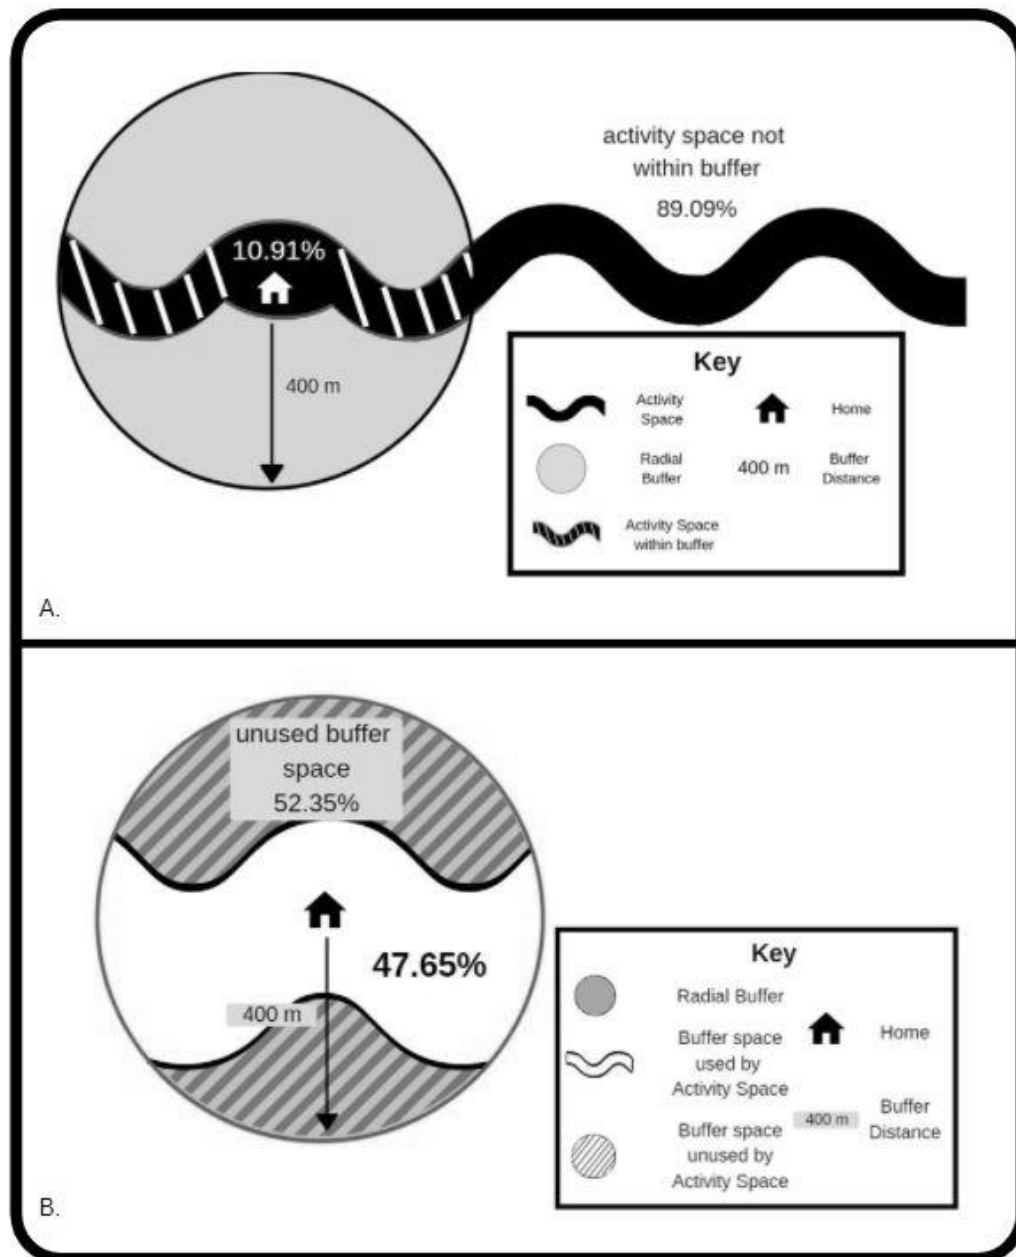 activity space not
within buffer
89.09%
10.91%
400 m
Key
Activity
Space
Home
Radial
Buffer
400 m
Buffer
Distance
Activity Space
within buffer
A.
unused buffer
space
52.35%
47.65%
400 m
Key
Radial Buffer
Buffer space
used by
Activity Space
Home
400 m
Buffer
Distance
Buffer space
unused by
Activity Space
B.